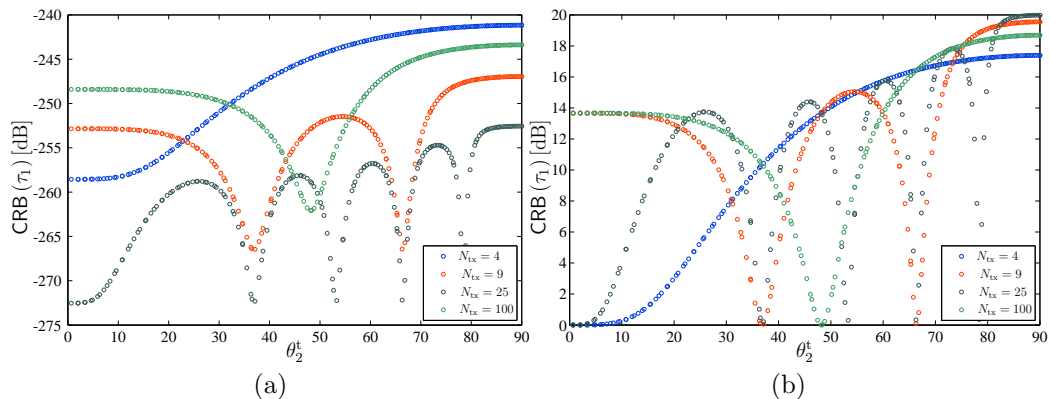 -240
-245
-250
-255
-260
-265
-270
-275
CRB (τ₁) [dB]
N_tx = 4
N_tx = 9
N_tx = 25
N_tx = 100
0 10 20 30 40 50 60 70 80 90
θ₂ᵗ
(a)
20
18
16
14
12
10
8
6
4
2
0
CRB (τ₁) [dB]
N_tx = 4
N_tx = 9
N_tx = 25
N_tx = 100
0 10 20 30 40 50 60 70 80 90
θ₂ᵗ
(b)